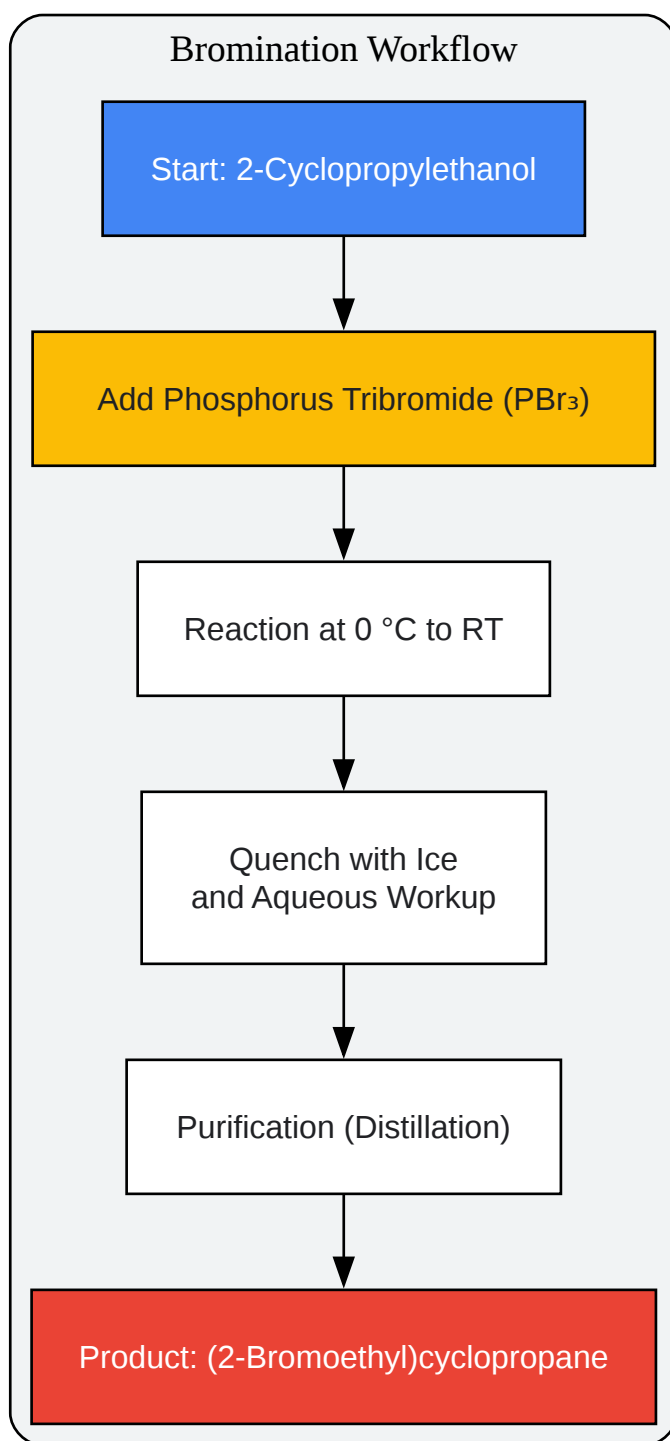 Bromination Workflow
Start: 2-Cyclopropylethanol
Add Phosphorus Tribromide (PBr₃)
Reaction at 0 °C to RT
Quench with Ice
and Aqueous Workup
Purification (Distillation)
Product: (2-Bromoethyl)cyclopropane